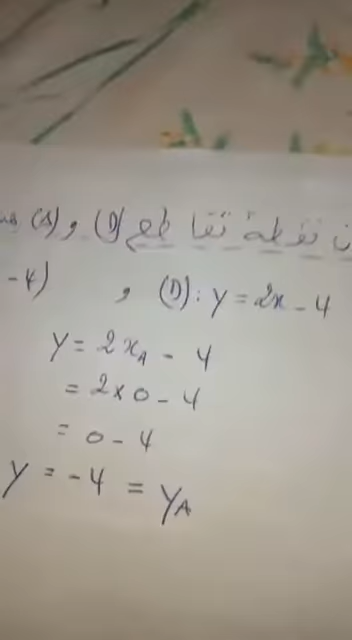 ن نقطة تقاطع (D) و (Δ)
-4) , (D): y = 2x - 4
y = 2x_A - 4
= 2 x 0 - 4
= 0 - 4
y = -4 = y_A